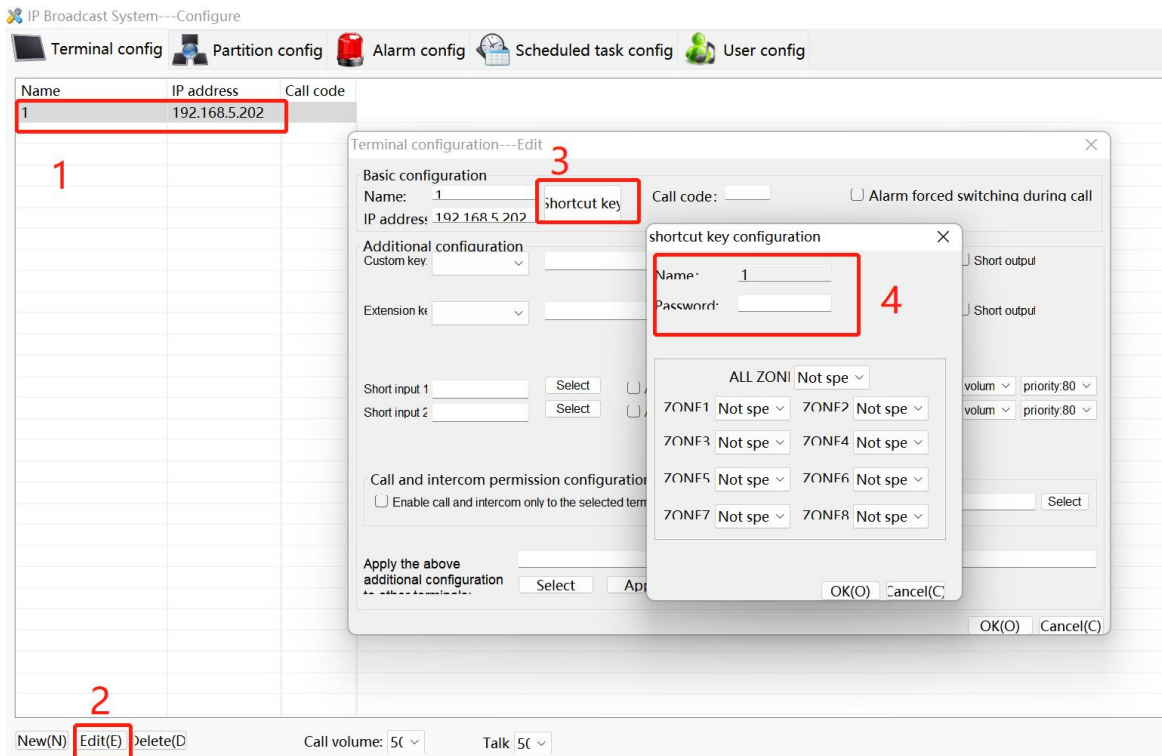 IP Broadcast System---Configure
Terminal config Partition config Alarm config Scheduled task config User config
Name IP address Call code
1 192.168.5.202
1
Terminal configuration---Edit
3
Basic configuration
Name: 1 Shortcut key Call code: Alarm forced switching during call
IP address 192.168.5.202
shortcut key configuration
Name: 1
Password:
4
Additional configuration
Custom key: Short output
Extension ke Short output
ALL ZONE Not spe
ZONE1 Not spe ZONE2 Not spe
ZONE3 Not spe ZONE4 Not spe
ZONE5 Not spe ZONE6 Not spe
ZONE7 Not spe ZONE8 Not spe
OK(O) Cancel(C)
Short input 1 Select volum priority:80
Short input 2 Select volum priority:80
Call and intercom permission configuration
Enable call and intercom only to the selected term Select
Apply the above
additional configuration
to other terminals: Select App
OK(O) Cancel(C)
2
New(N) Edit(E) Delete(D Call volume: 50 Talk 50